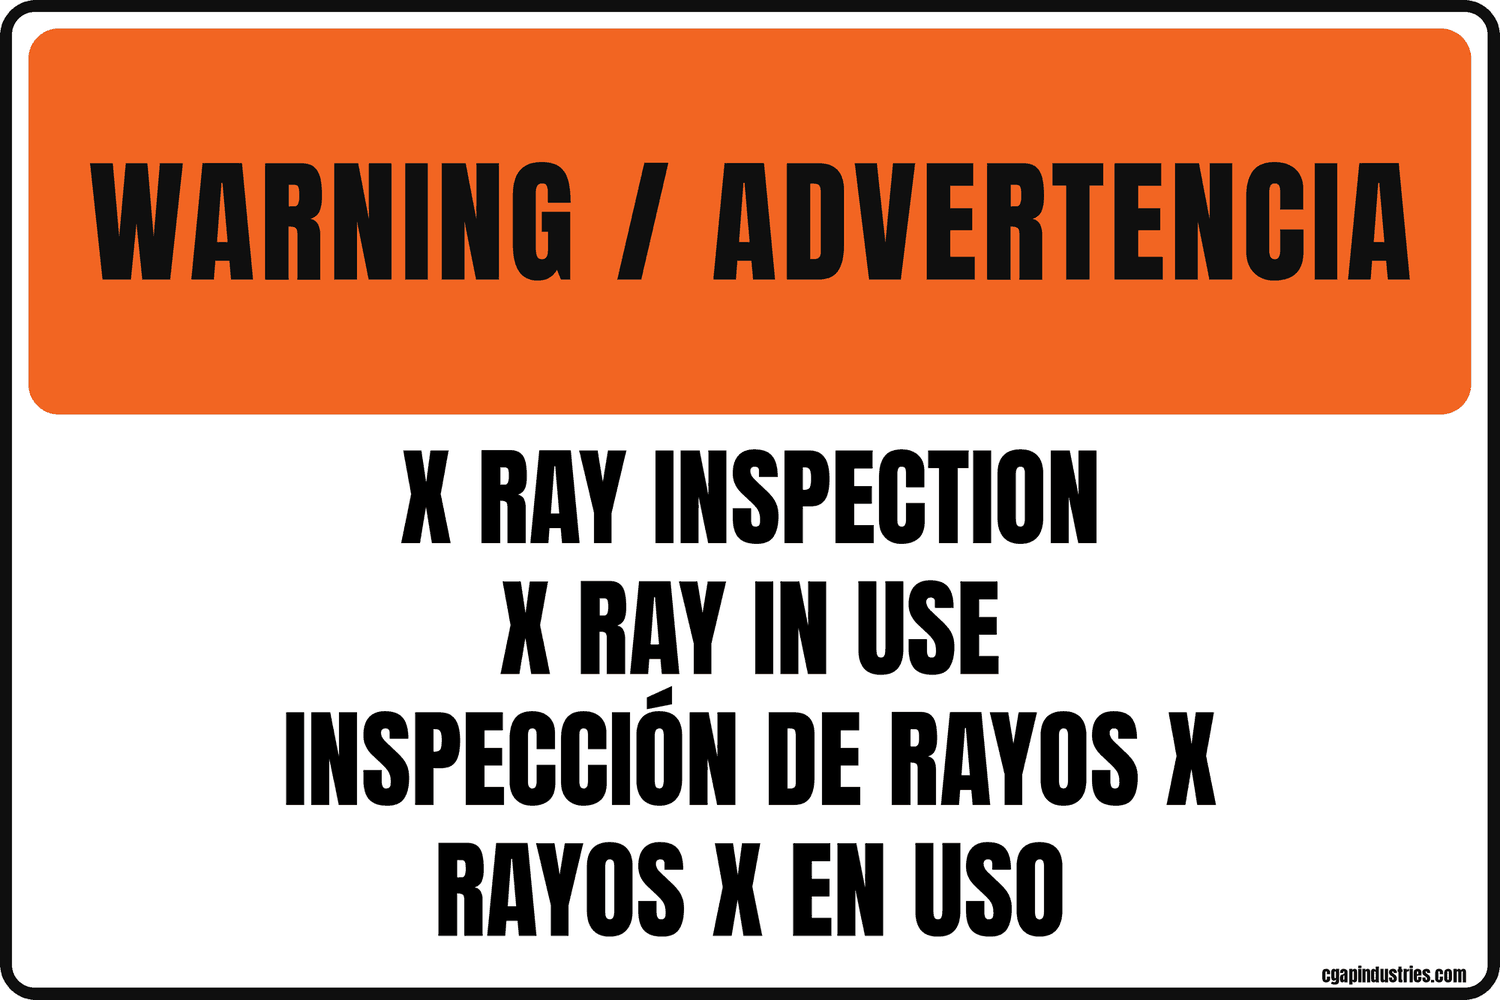 WARNING / ADVERTENCIA
X RAY INSPECTION
X RAY IN USE
INSPECCIÓN DE RAYOS X
RAYOS X EN USO
cgapindustries.com